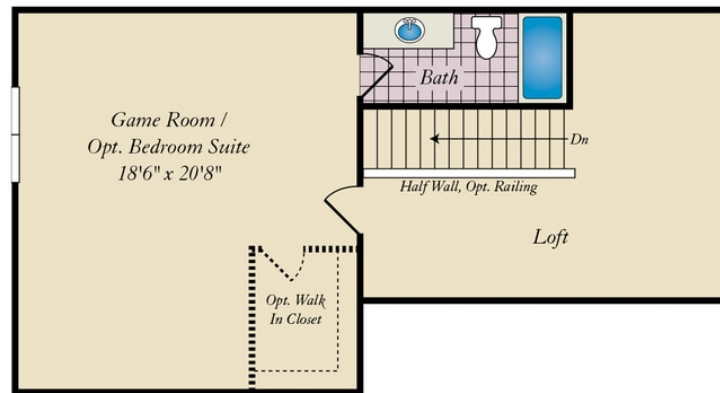 Bath
Game Room /
Opt. Bedroom Suite
18'6" x 20'8"
Dn
Half Wall, Opt. Railing
Loft
Opt. Walk
In Closet